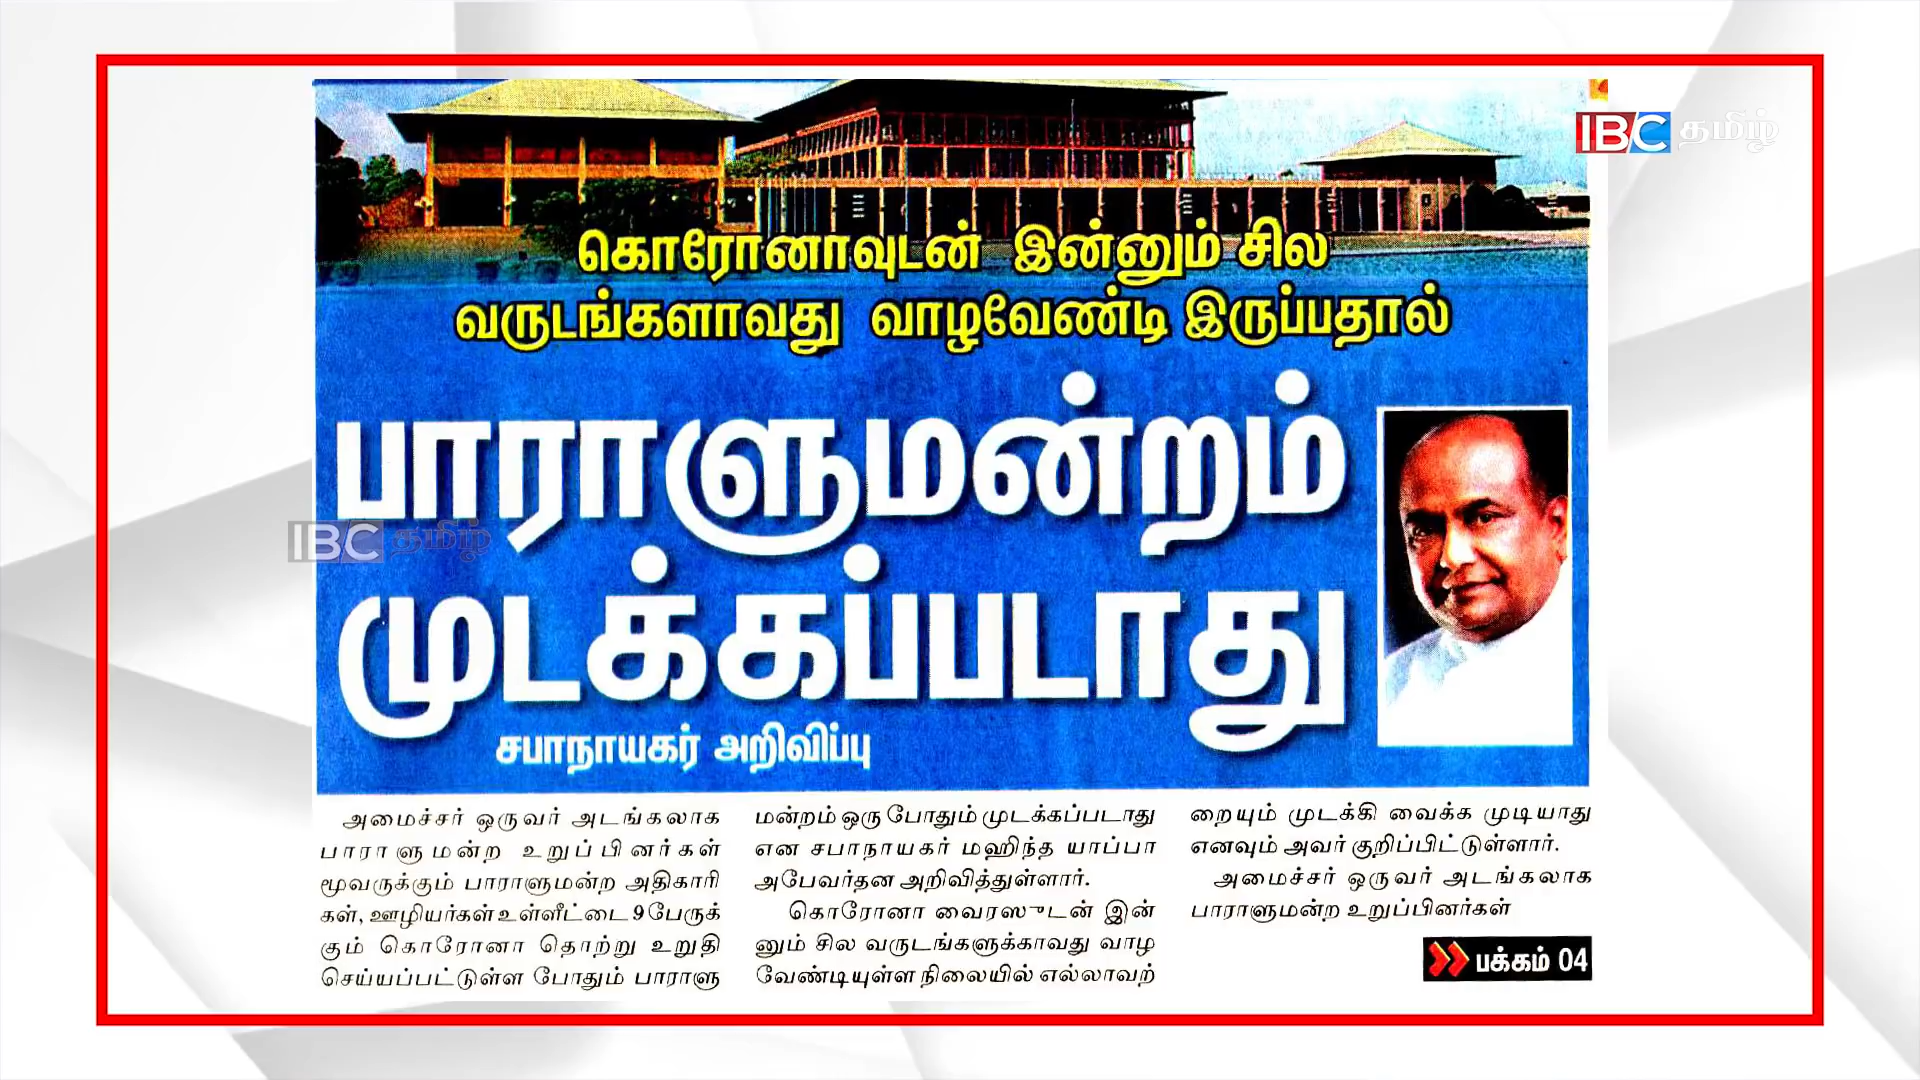 IBC தமிழ்
கொரோனாவுடன் இன்னும் சில
வருடங்களாவது வாழவேண்டி இருப்பதால்
பாராளுமன்றம்
முடக்கப்படாது
IBC தமிழ்
சபாநாயகர் அறிவிப்பு
அமைச்சர் ஒருவர் அடங்கலாக
பாராளுமன்ற உறுப்பினர்கள்
மூவருக்கும் பாராளுமன்ற அதிகாரி
கள், ஊழியர்கள் உள்ளீட்டை 9 பேருக்
கும் கொரோனா தொற்று உறுதி
செய்யப்பட்டுள்ள போதும் பாராளு
மன்றம் ஒரு போதும் முடக்கப்படாது
என சபாநாயகர் மஹிந்த யாப்பா
அபேவர்தன அறிவித்துள்ளார்.
கொரோனா வைரஸுடன் இன்
னும் சில வருடங்களுக்காவது வாழ
வேண்டியுள்ள நிலையில் எல்லாவற்
றையும் முடக்கி வைக்க முடியாது
எனவும் அவர் குறிப்பிட்டுள்ளார்.
அமைச்சர் ஒருவர் அடங்கலாக
பாராளுமன்ற உறுப்பினர்கள்
பக்கம் 04